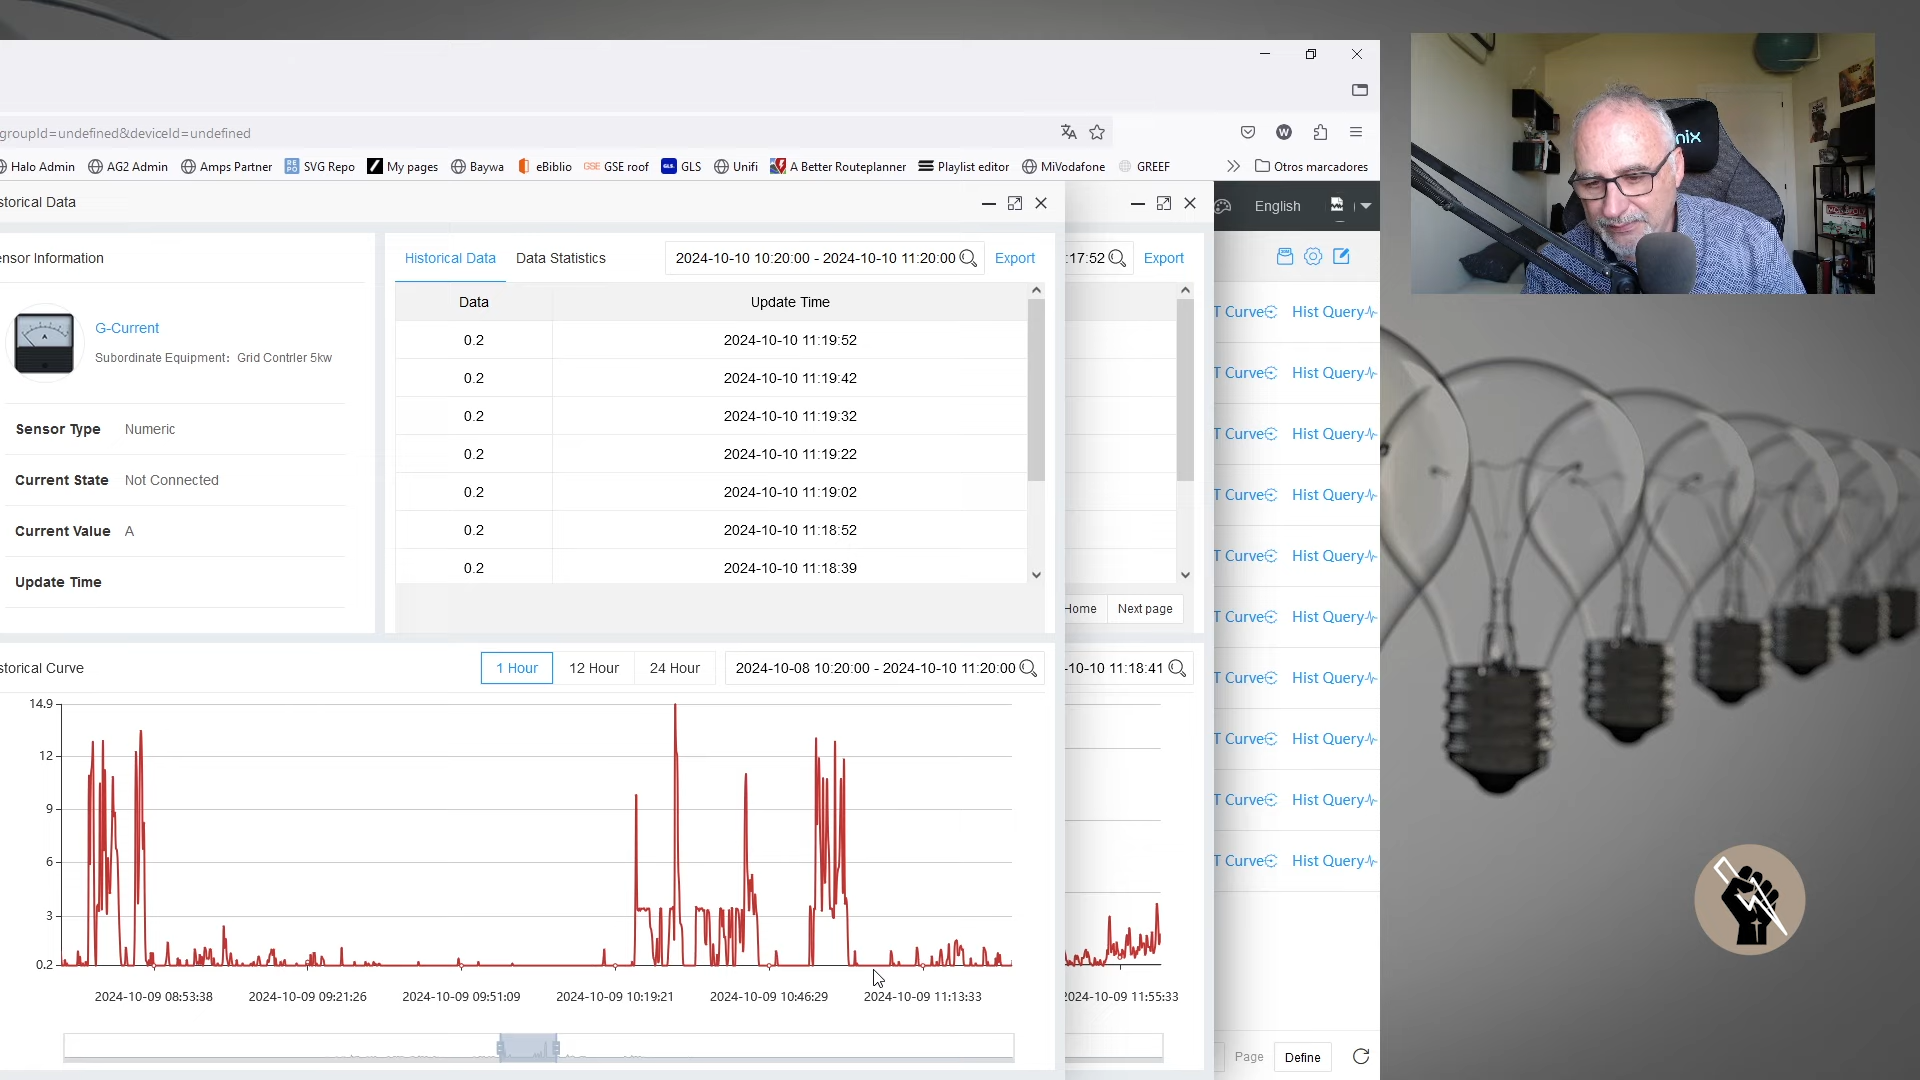 groupId=undefined&deviceId=undefined
Halo Admin AG2 Admin Amps Partner SVG Repo My pages Baywa eBiblio GSE GSE roof GLS Unifi A Better Routeplanner Playlist editor MiVodafone GREEF Otros marcadores
storical Data
English
ensor Information
Historical Data Data Statistics 2024-10-10 10:20:00 - 2024-10-10 11:20:00 Export :17:52 Export
Data Update Time
G-Current
Subordinate Equipment: Grid Contrler 5kw
Sensor Type Numeric
Current State Not Connected
Current Value A
Update Time
0.2 2024-10-10 11:19:52
0.2 2024-10-10 11:19:42
0.2 2024-10-10 11:19:32
0.2 2024-10-10 11:19:22
0.2 2024-10-10 11:19:02
0.2 2024-10-10 11:18:52
0.2 2024-10-10 11:18:39
Home Next page
T Curve Hist Query
T Curve Hist Query
T Curve Hist Query
T Curve Hist Query
T Curve Hist Query
T Curve Hist Query
T Curve Hist Query
T Curve Hist Query
T Curve Hist Query
T Curve Hist Query
storical Curve 1 Hour 12 Hour 24 Hour 2024-10-08 10:20:00 - 2024-10-10 11:20:00 -10-10 11:18:41
14.9
12
9
6
3
0.2
2024-10-09 08:53:38 2024-10-09 09:21:26 2024-10-09 09:51:09 2024-10-09 10:19:21 2024-10-09 10:46:29 2024-10-09 11:13:33 2024-10-09 11:55:33
Page Define
nix
W